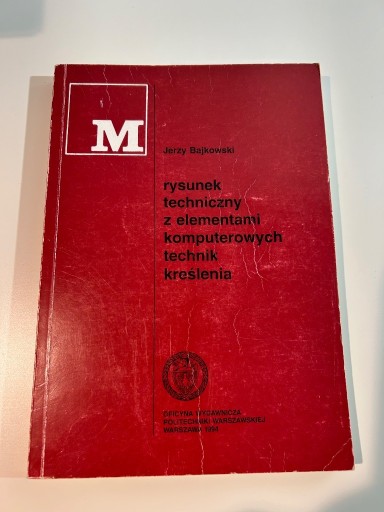 M
Jerzy Bajkowski
rysunek
techniczny
z elementami
komputerowych
technik
kreślenia
OFICYNA WYDAWNICZA
POLITECHNIKI WARSZAWSKIEJ
WARSZAWA 1994